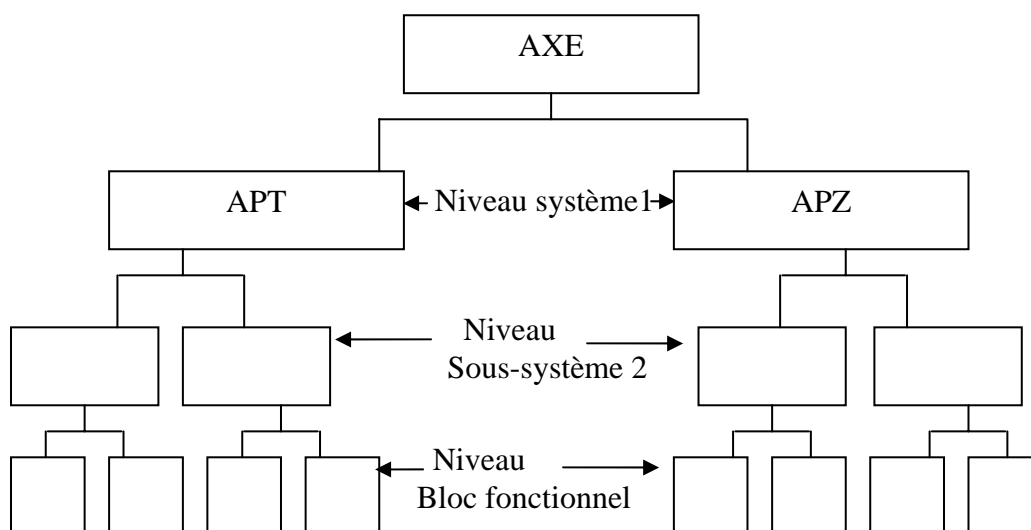 AXE
APT
Niveau système1
APZ
Niveau
Sous-système 2
Niveau
Bloc fonctionnel